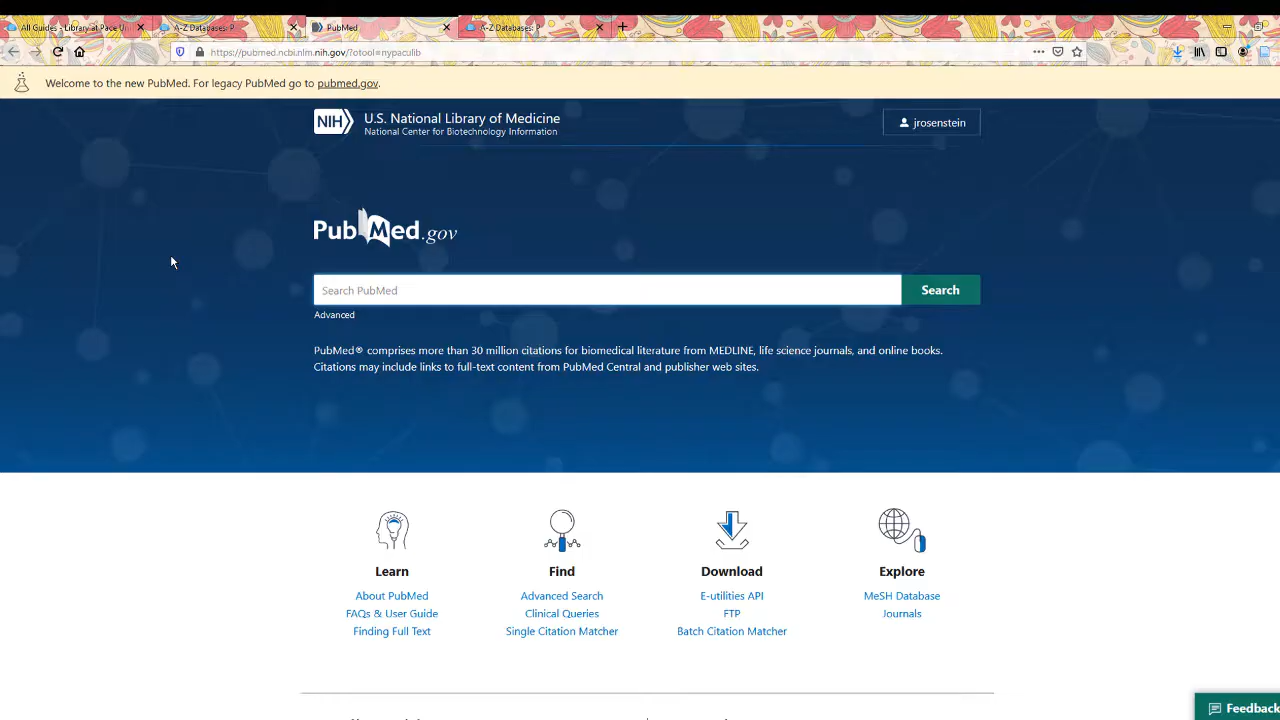 All Guides - Library at Pace Un
A-Z Databases: P
PubMed
A-Z Databases: P
https://pubmed.ncbi.nlm.nih.gov/?otool=nypaculib
Welcome to the new PubMed. For legacy PubMed go to pubmed.gov.
NIH
U.S. National Library of Medicine
National Center for Biotechnology Information
jrosenstein
PubMed.gov
Search PubMed
Search
Advanced
PubMed® comprises more than 30 million citations for biomedical literature from MEDLINE, life science journals, and online books.
Citations may include links to full-text content from PubMed Central and publisher web sites.
Learn
About PubMed
FAQs & User Guide
Finding Full Text
Find
Advanced Search
Clinical Queries
Single Citation Matcher
Download
E-utilities API
FTP
Batch Citation Matcher
Explore
MeSH Database
Journals
Feedback